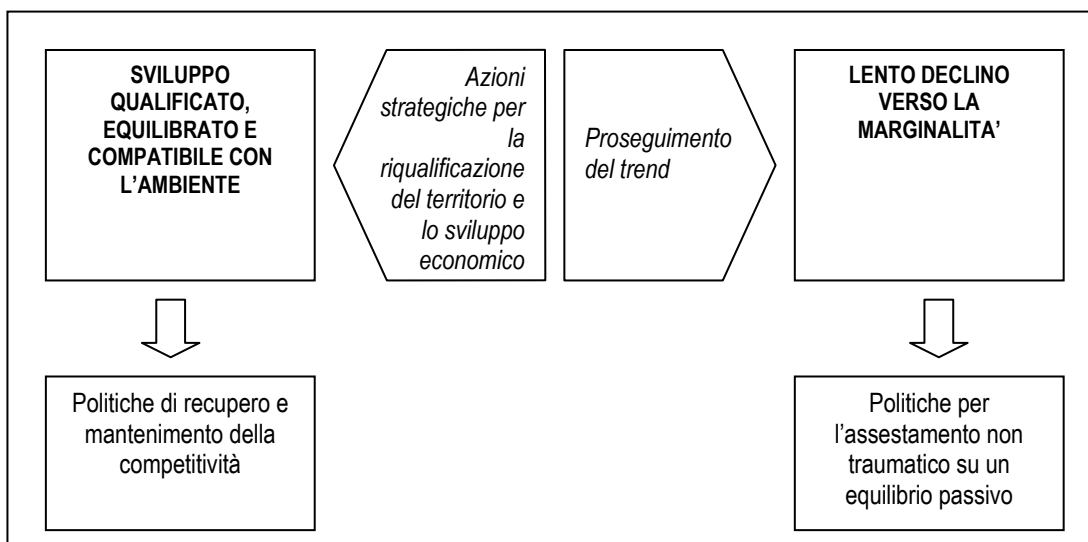 SVILUPPO
QUALIFICATO,
EQUILIBRATO E
COMPATIBILE CON
L’AMBIENTE
Azioni
strategiche per
la
riqualificazione
del territorio e
lo sviluppo
economico
Proseguimento
del trend
LENTO DECLINO
VERSO LA
MARGINALITA’
Politiche di recupero e
mantenimento della
competitività
Politiche per
l’assestamento non
traumatico su un
equilibrio passivo